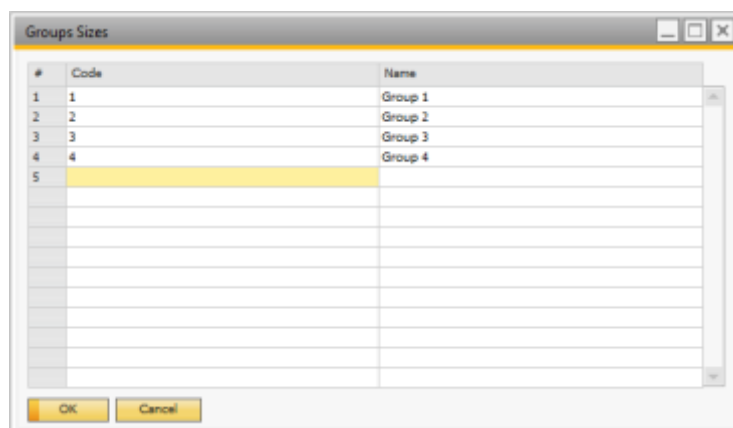 Groups Sizes
# Code Name
1 1 Group 1
2 2 Group 2
3 3 Group 3
4 4 Group 4
5
OK Cancel